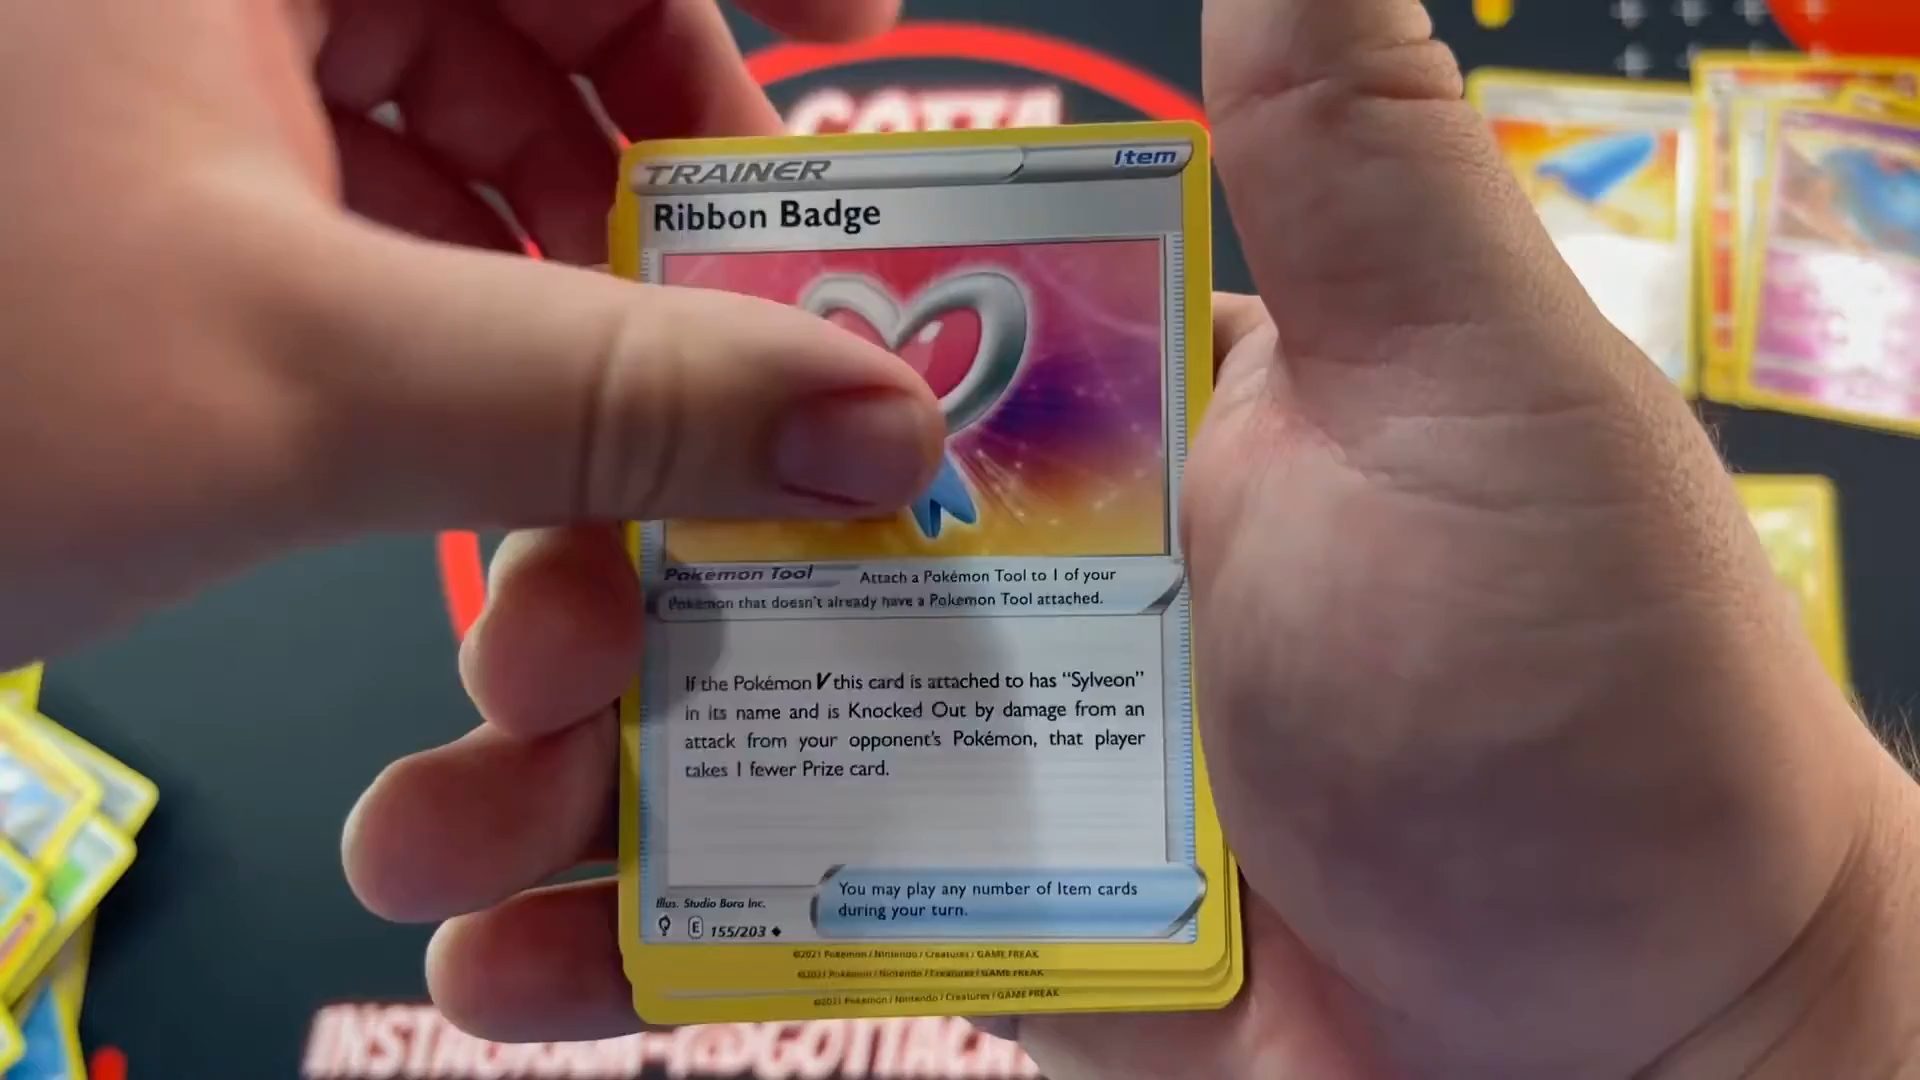 GOTTA
TRAINER
Item
Ribbon Badge
Pokémon Tool
Attach a Pokémon Tool to 1 of your
Pokémon that doesn't already have a Pokémon Tool attached.
If the Pokémon V this card is attached to has “Sylveon”
in its name and is Knocked Out by damage from an
attack from your opponent's Pokémon, that player
takes 1 fewer Prize card.
You may play any number of Item cards
during your turn.
Illus. Studio Bora Inc.
E 155/203
©2021 Pokémon / Nintendo / Creatures / GAME FREAK
©2021 Pokémon / Nintendo / Creatures / GAME FREAK
©2021 Pokémon / Nintendo / Creatures / GAME FREAK